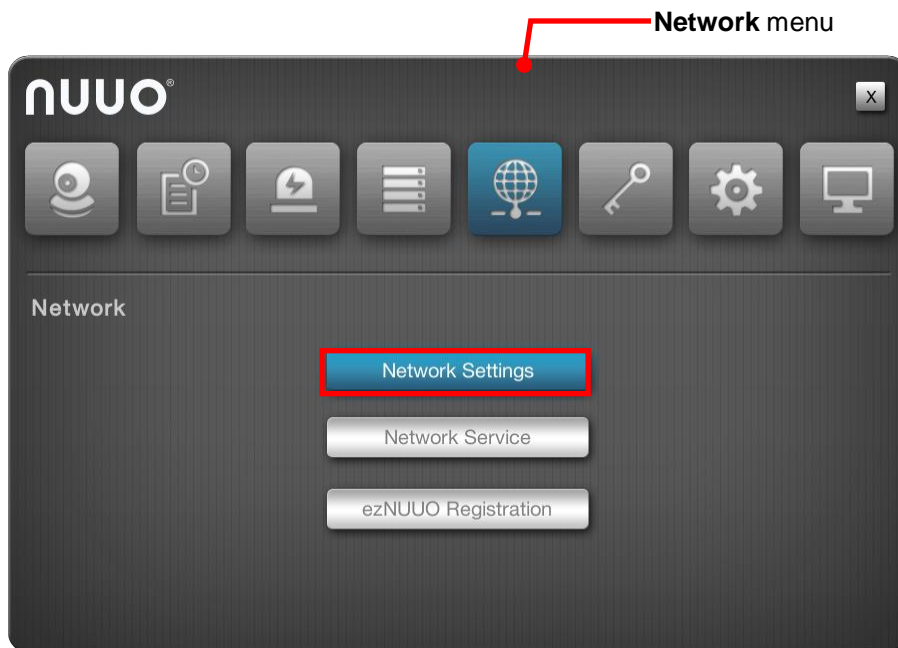 Network menu
nuuo®
X
Network
Network Settings
Network Service
ezNUUO Registration